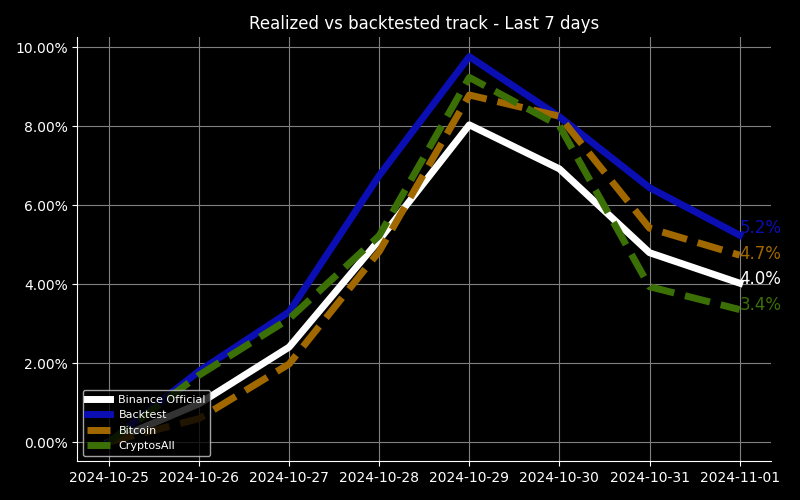 Realized vs backtested track - Last 7 days
10.00%
8.00%
6.00%
4.00%
2.00%
0.00%
5.2%
4.7%
4.0%
3.4%
Binance Official
Backtest
Bitcoin
CryptosAll
2024-10-25 2024-10-26 2024-10-27 2024-10-28 2024-10-29 2024-10-30 2024-10-31 2024-11-01